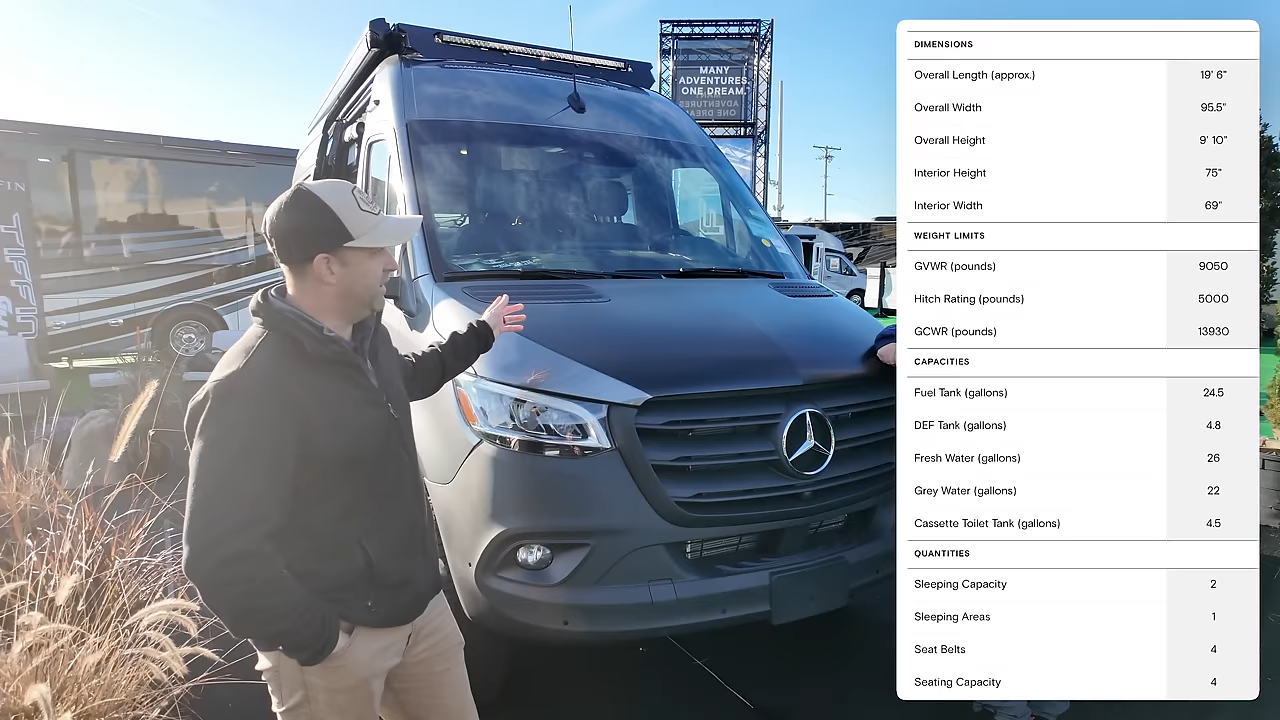 FIN
TIFFIN
MANY
ADVENTURES.
ONE DREAM.
DIMENSIONS
Overall Length (approx.) 19' 6"
Overall Width 95.5"
Overall Height 9' 10"
Interior Height 75"
Interior Width 69"
WEIGHT LIMITS
GVWR (pounds) 9050
Hitch Rating (pounds) 5000
GCWR (pounds) 13930
CAPACITIES
Fuel Tank (gallons) 24.5
DEF Tank (gallons) 4.8
Fresh Water (gallons) 26
Grey Water (gallons) 22
Cassette Toilet Tank (gallons) 4.5
QUANTITIES
Sleeping Capacity 2
Sleeping Areas 1
Seat Belts 4
Seating Capacity 4